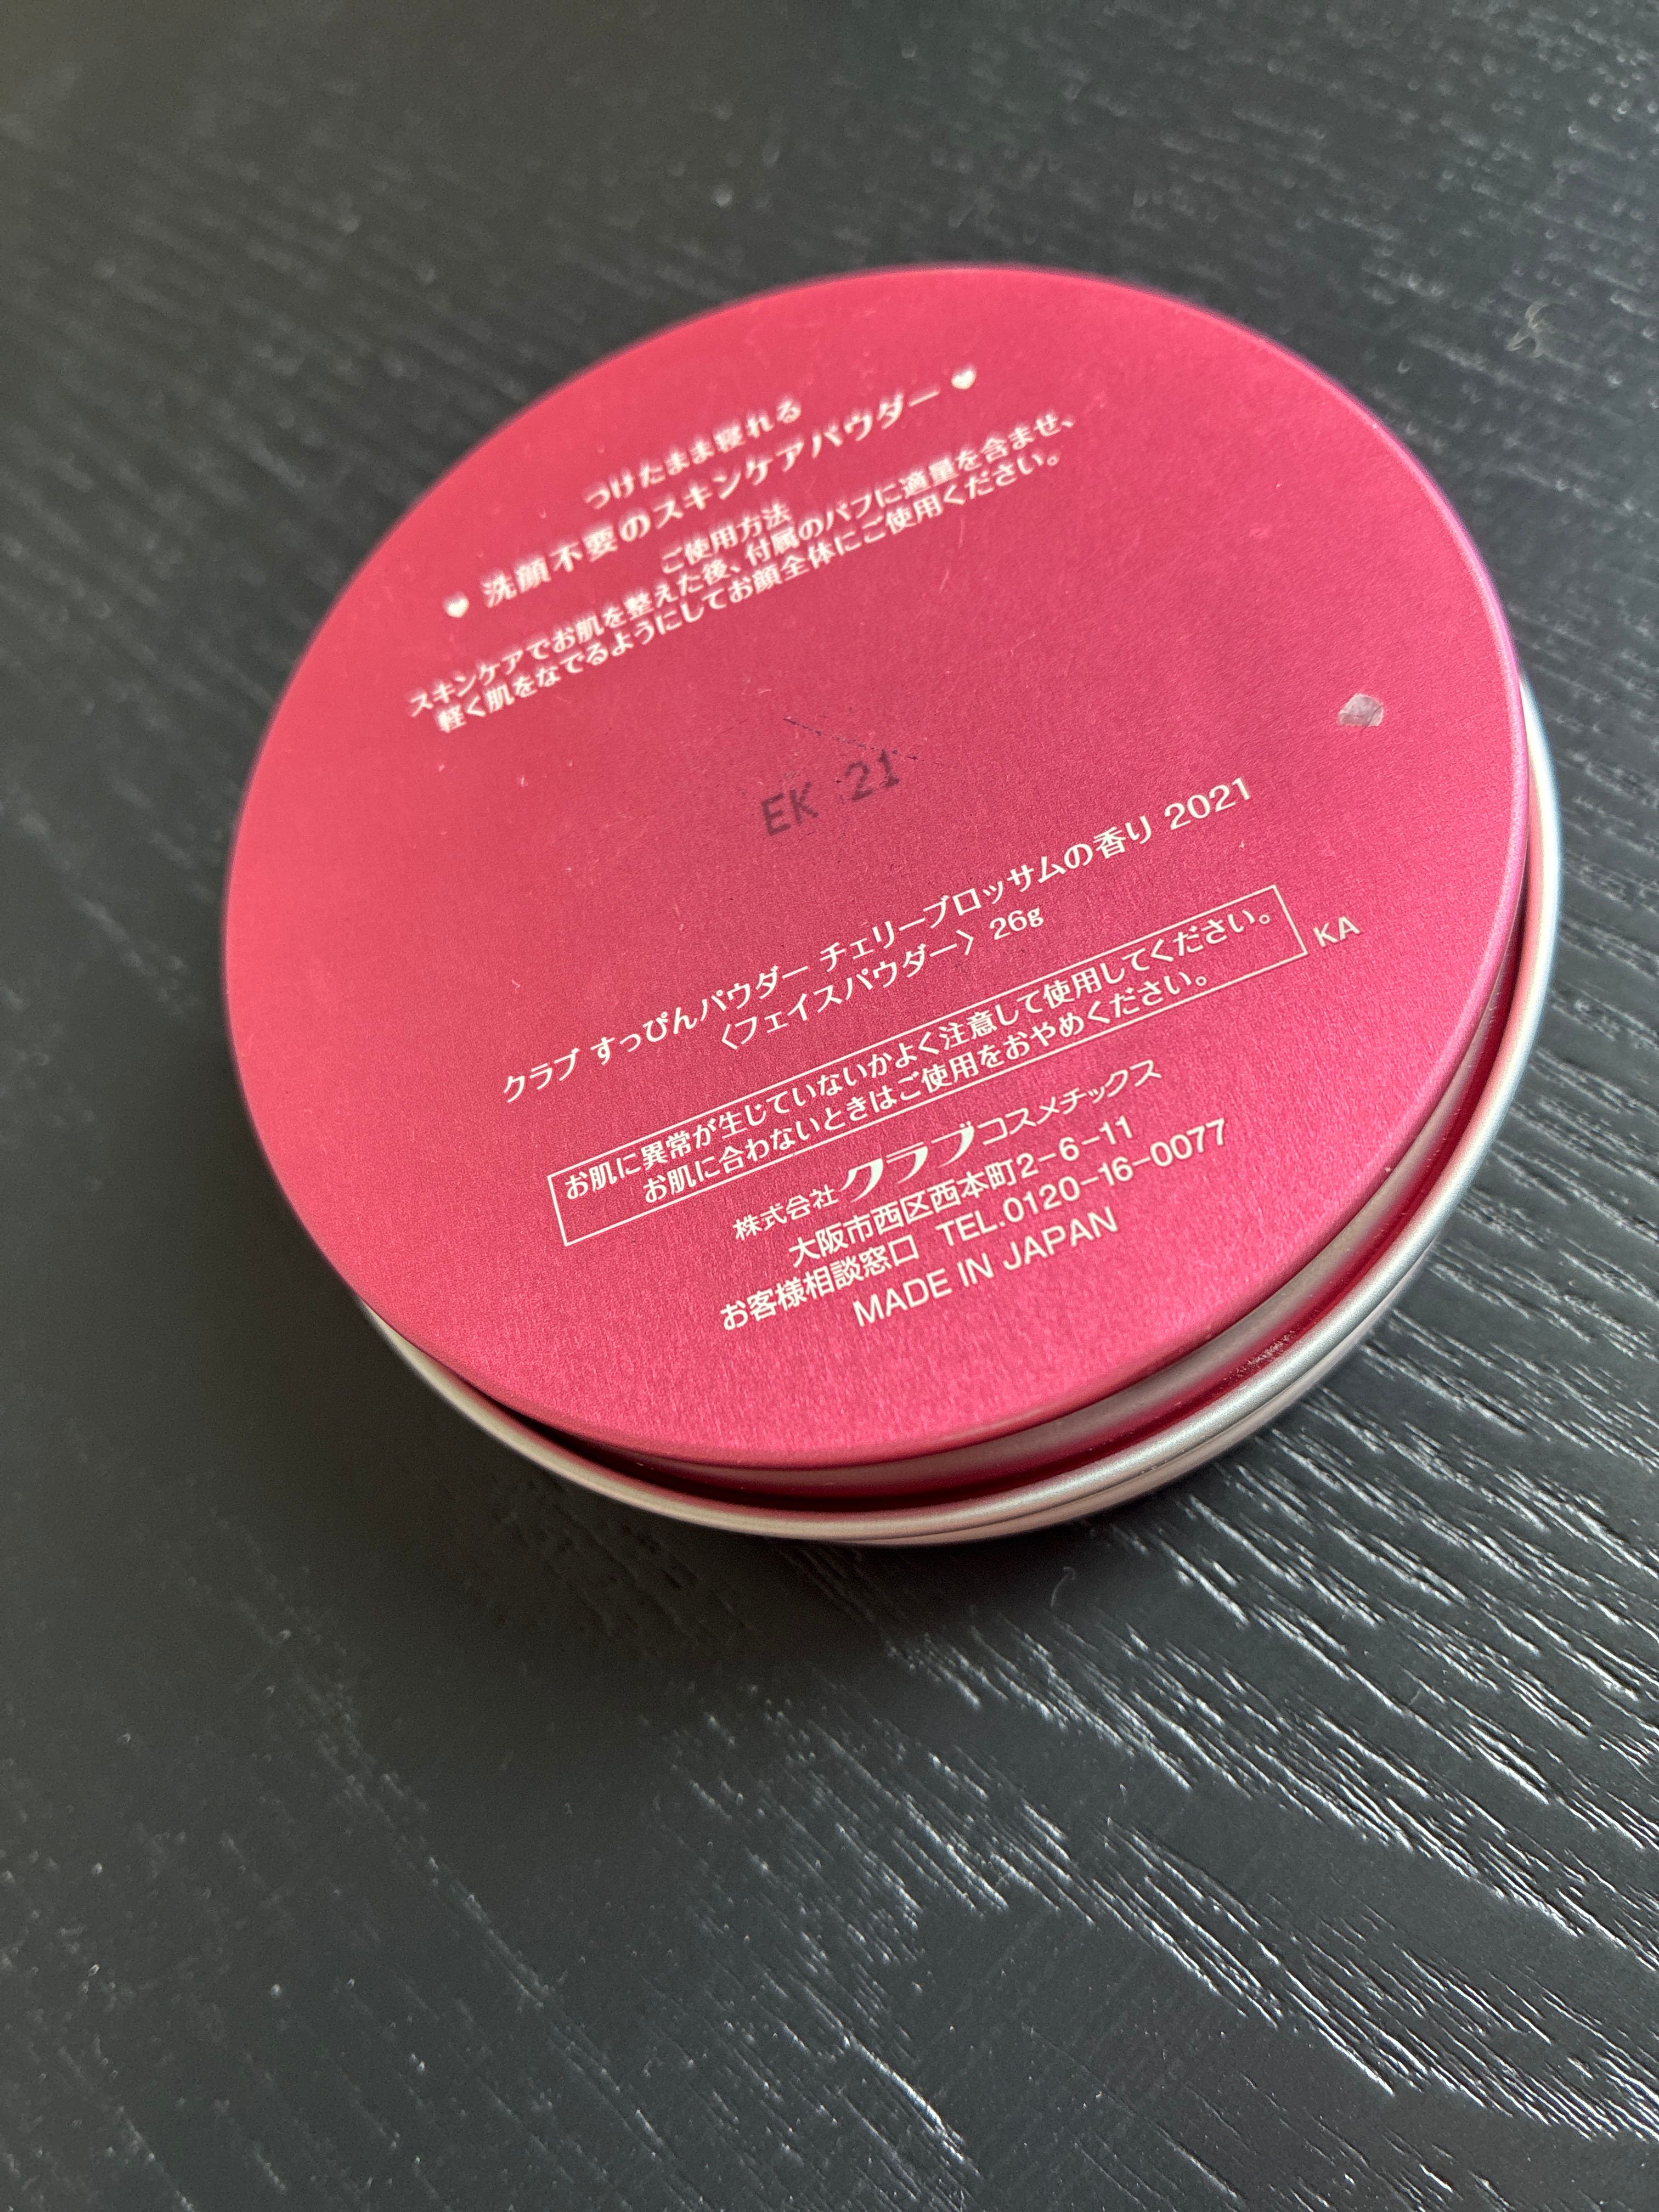 つけたまま寝れる
♥ 洗顔不要のスキンケアパウダー ♥
ご使用方法
スキンケアでお肌を整えた後、付属のパフに適量を含ませ、
軽く肌をなでるようにしてお顔全体にご使用ください。
EK 21
クラブ すっぴんパウダー チェリーブロッサムの香り 2021
〈フェイスパウダー〉 26g
お肌に異常が生じていないかよく注意して使用してください。
お肌に合わないときはご使用をおやめください。
KA
株式会社クラブコスメチックス
大阪市西区西本町2-6-11
お客様相談窓口 TEL.0120-16-0077
MADE IN JAPAN